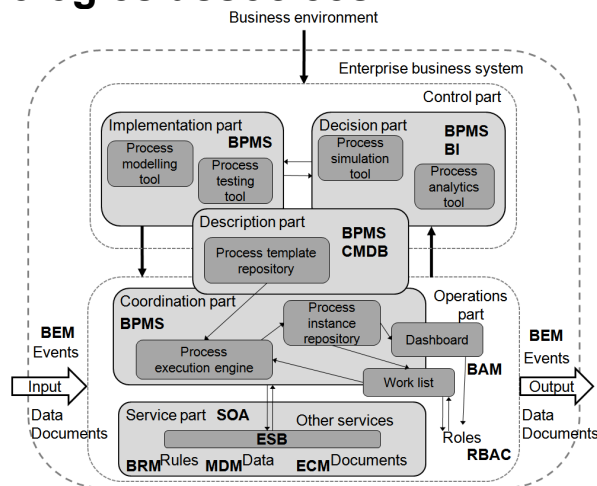 Business environment
Enterprise business system
Control part
Implementation part
BPMS
Process
modelling
tool
Process
testing
tool
Decision part
BPMS
BI
Process
simulation
tool
Process
analytics
tool
Description part
BPMS
CMDB
Process template
repository
Coordination part
BPMS
Process
instance
repository
Operations
part
Dashboard
Process
execution engine
Work list
BAM
BEM
Events
Input
Data
Documents
BEM
Events
Output
Data
Documents
Service part SOA
Other services
ESB
BRM Rules MDM Data ECM Documents
Roles
RBAC